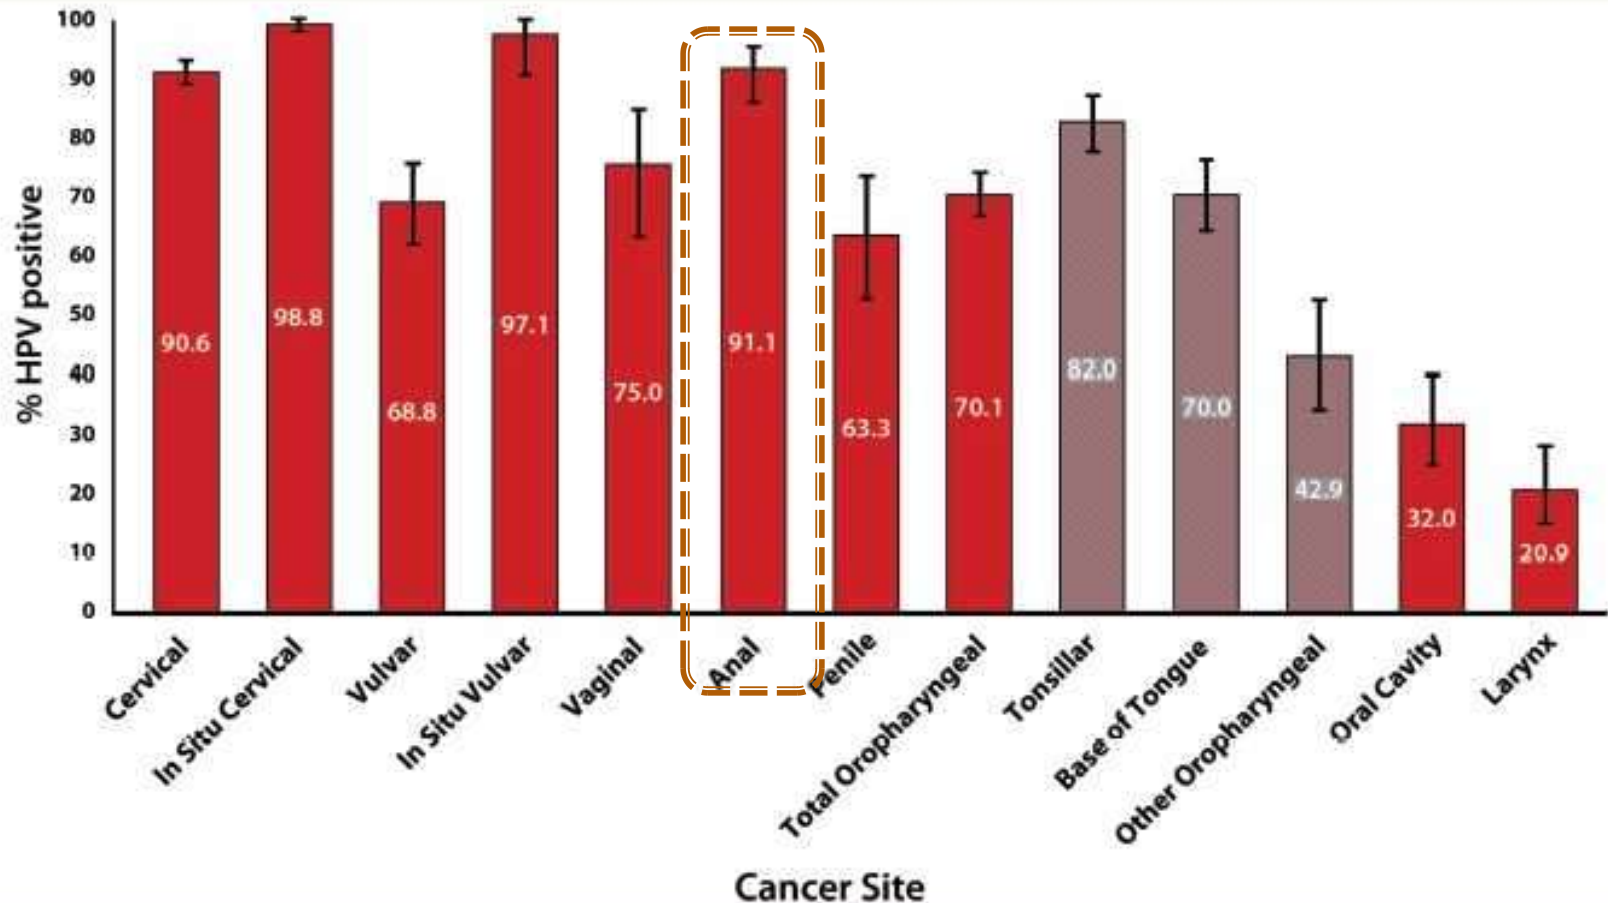 % HPV positive
100
90
80
70
60
50
40
30
20
10
0
90.6
98.8
68.8
97.1
75.0
91.1
63.3
70.1
82.0
70.0
42.9
32.0
20.9
Cervical
In Situ Cervical
Vulvar
In Situ Vulvar
Vaginal
Anal
Penile
Total Oropharyngeal
Tonsillar
Base of Tongue
Other Oropharyngeal
Oral Cavity
Larynx
Cancer Site